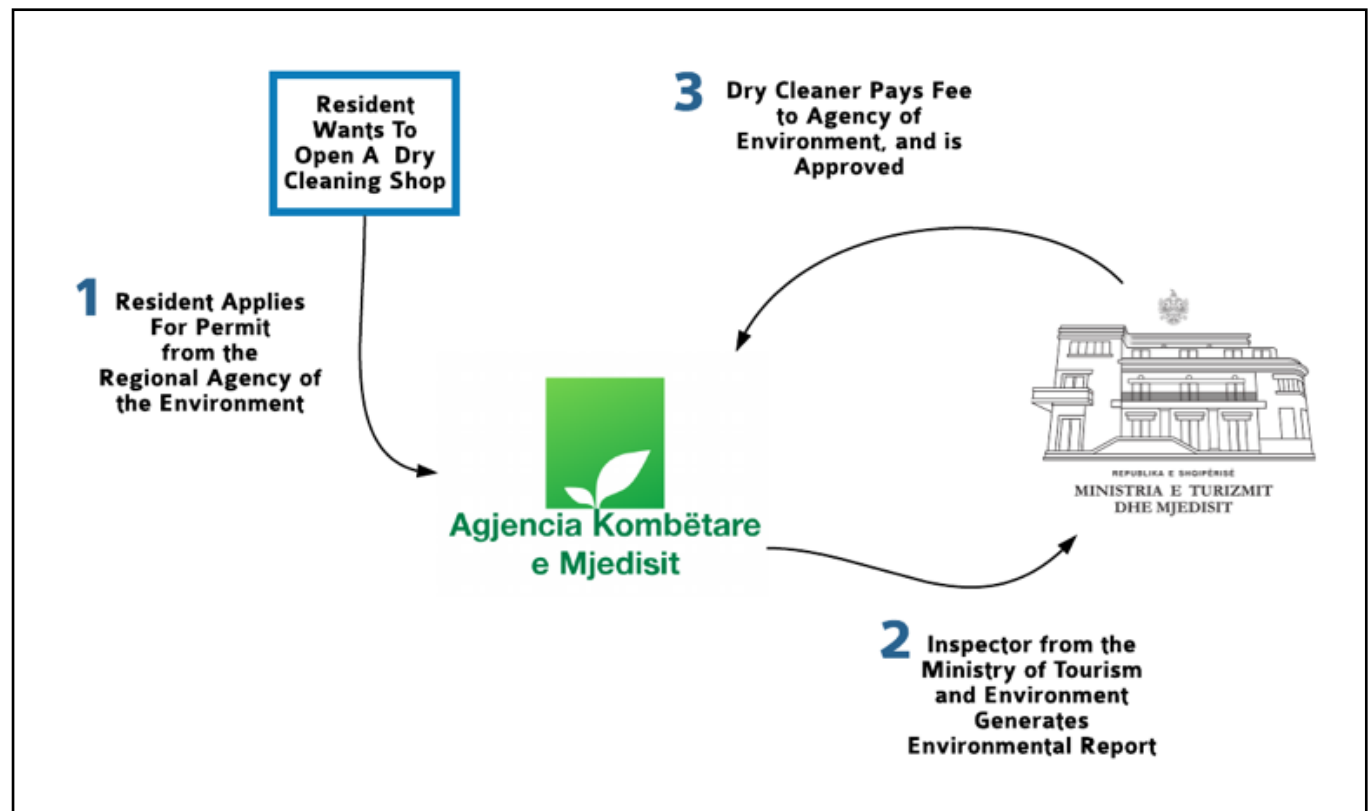 Resident
Wants To
Open A Dry
Cleaning Shop
1
Resident Applies
For Permit
from the
Regional Agency of
the Environment
Agjencia Kombëtare
e Mjedisit
2
Inspector from the
Ministry of Tourism
and Environment
Generates
Environmental Report
REPUBLIKA E SHQIPËRISË
MINISTRIA E TURIZMIT
DHE MJEDISIT
3
Dry Cleaner Pays Fee
to Agency of
Environment, and is
Approved